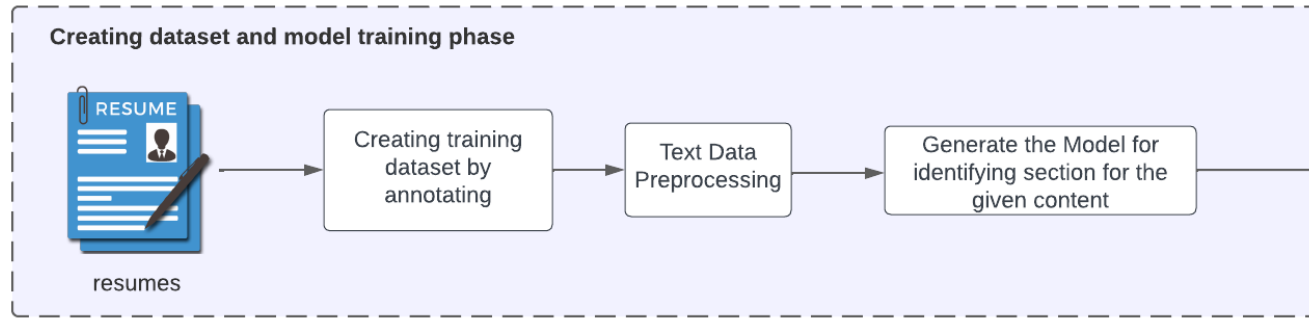 Creating dataset and model training phase
RESUME
Creating training
dataset by
annotating
Text Data
Preprocessing
Generate the Model for
identifying section for the
given content
resumes